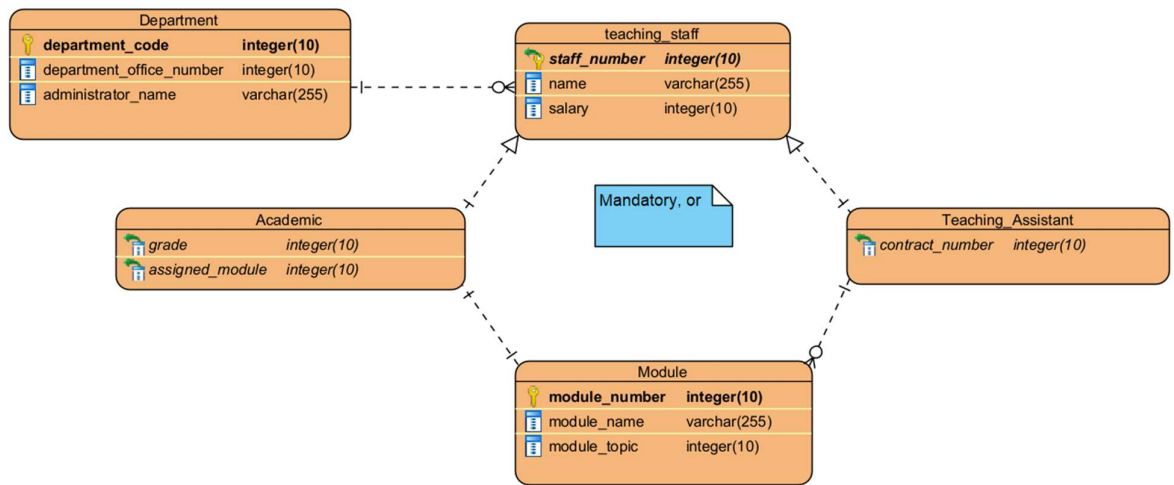 Department
department_code integer(10)
department_office_number integer(10)
administrator_name varchar(255)
teaching_staff
staff_number integer(10)
name varchar(255)
salary integer(10)
Mandatory, or
Academic
grade integer(10)
assigned_module integer(10)
Teaching_Assistant
contract_number integer(10)
Module
module_number integer(10)
module_name varchar(255)
module_topic integer(10)